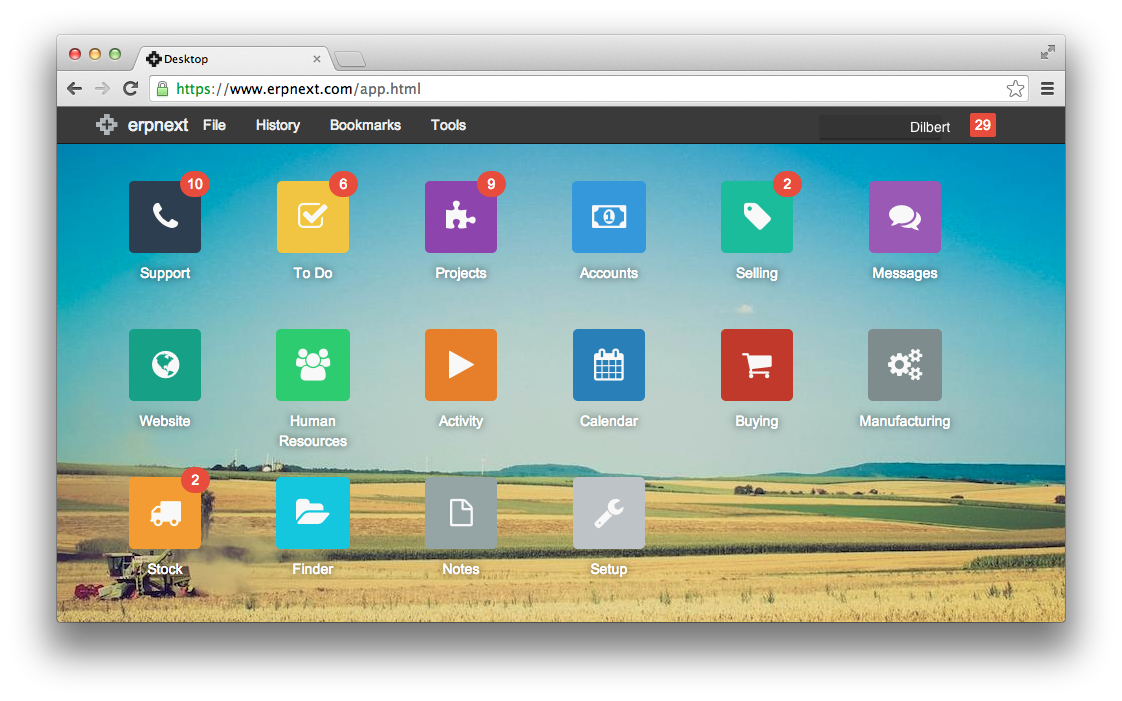 Desktop
https://www.erpnext.com/app.html
erpnext File History Bookmarks Tools Dilbert 29
10 6 9 2
1
Support To Do Projects Accounts Selling Messages
Website Human Resources Activity Calendar Buying Manufacturing
2
Stock Finder Notes Setup